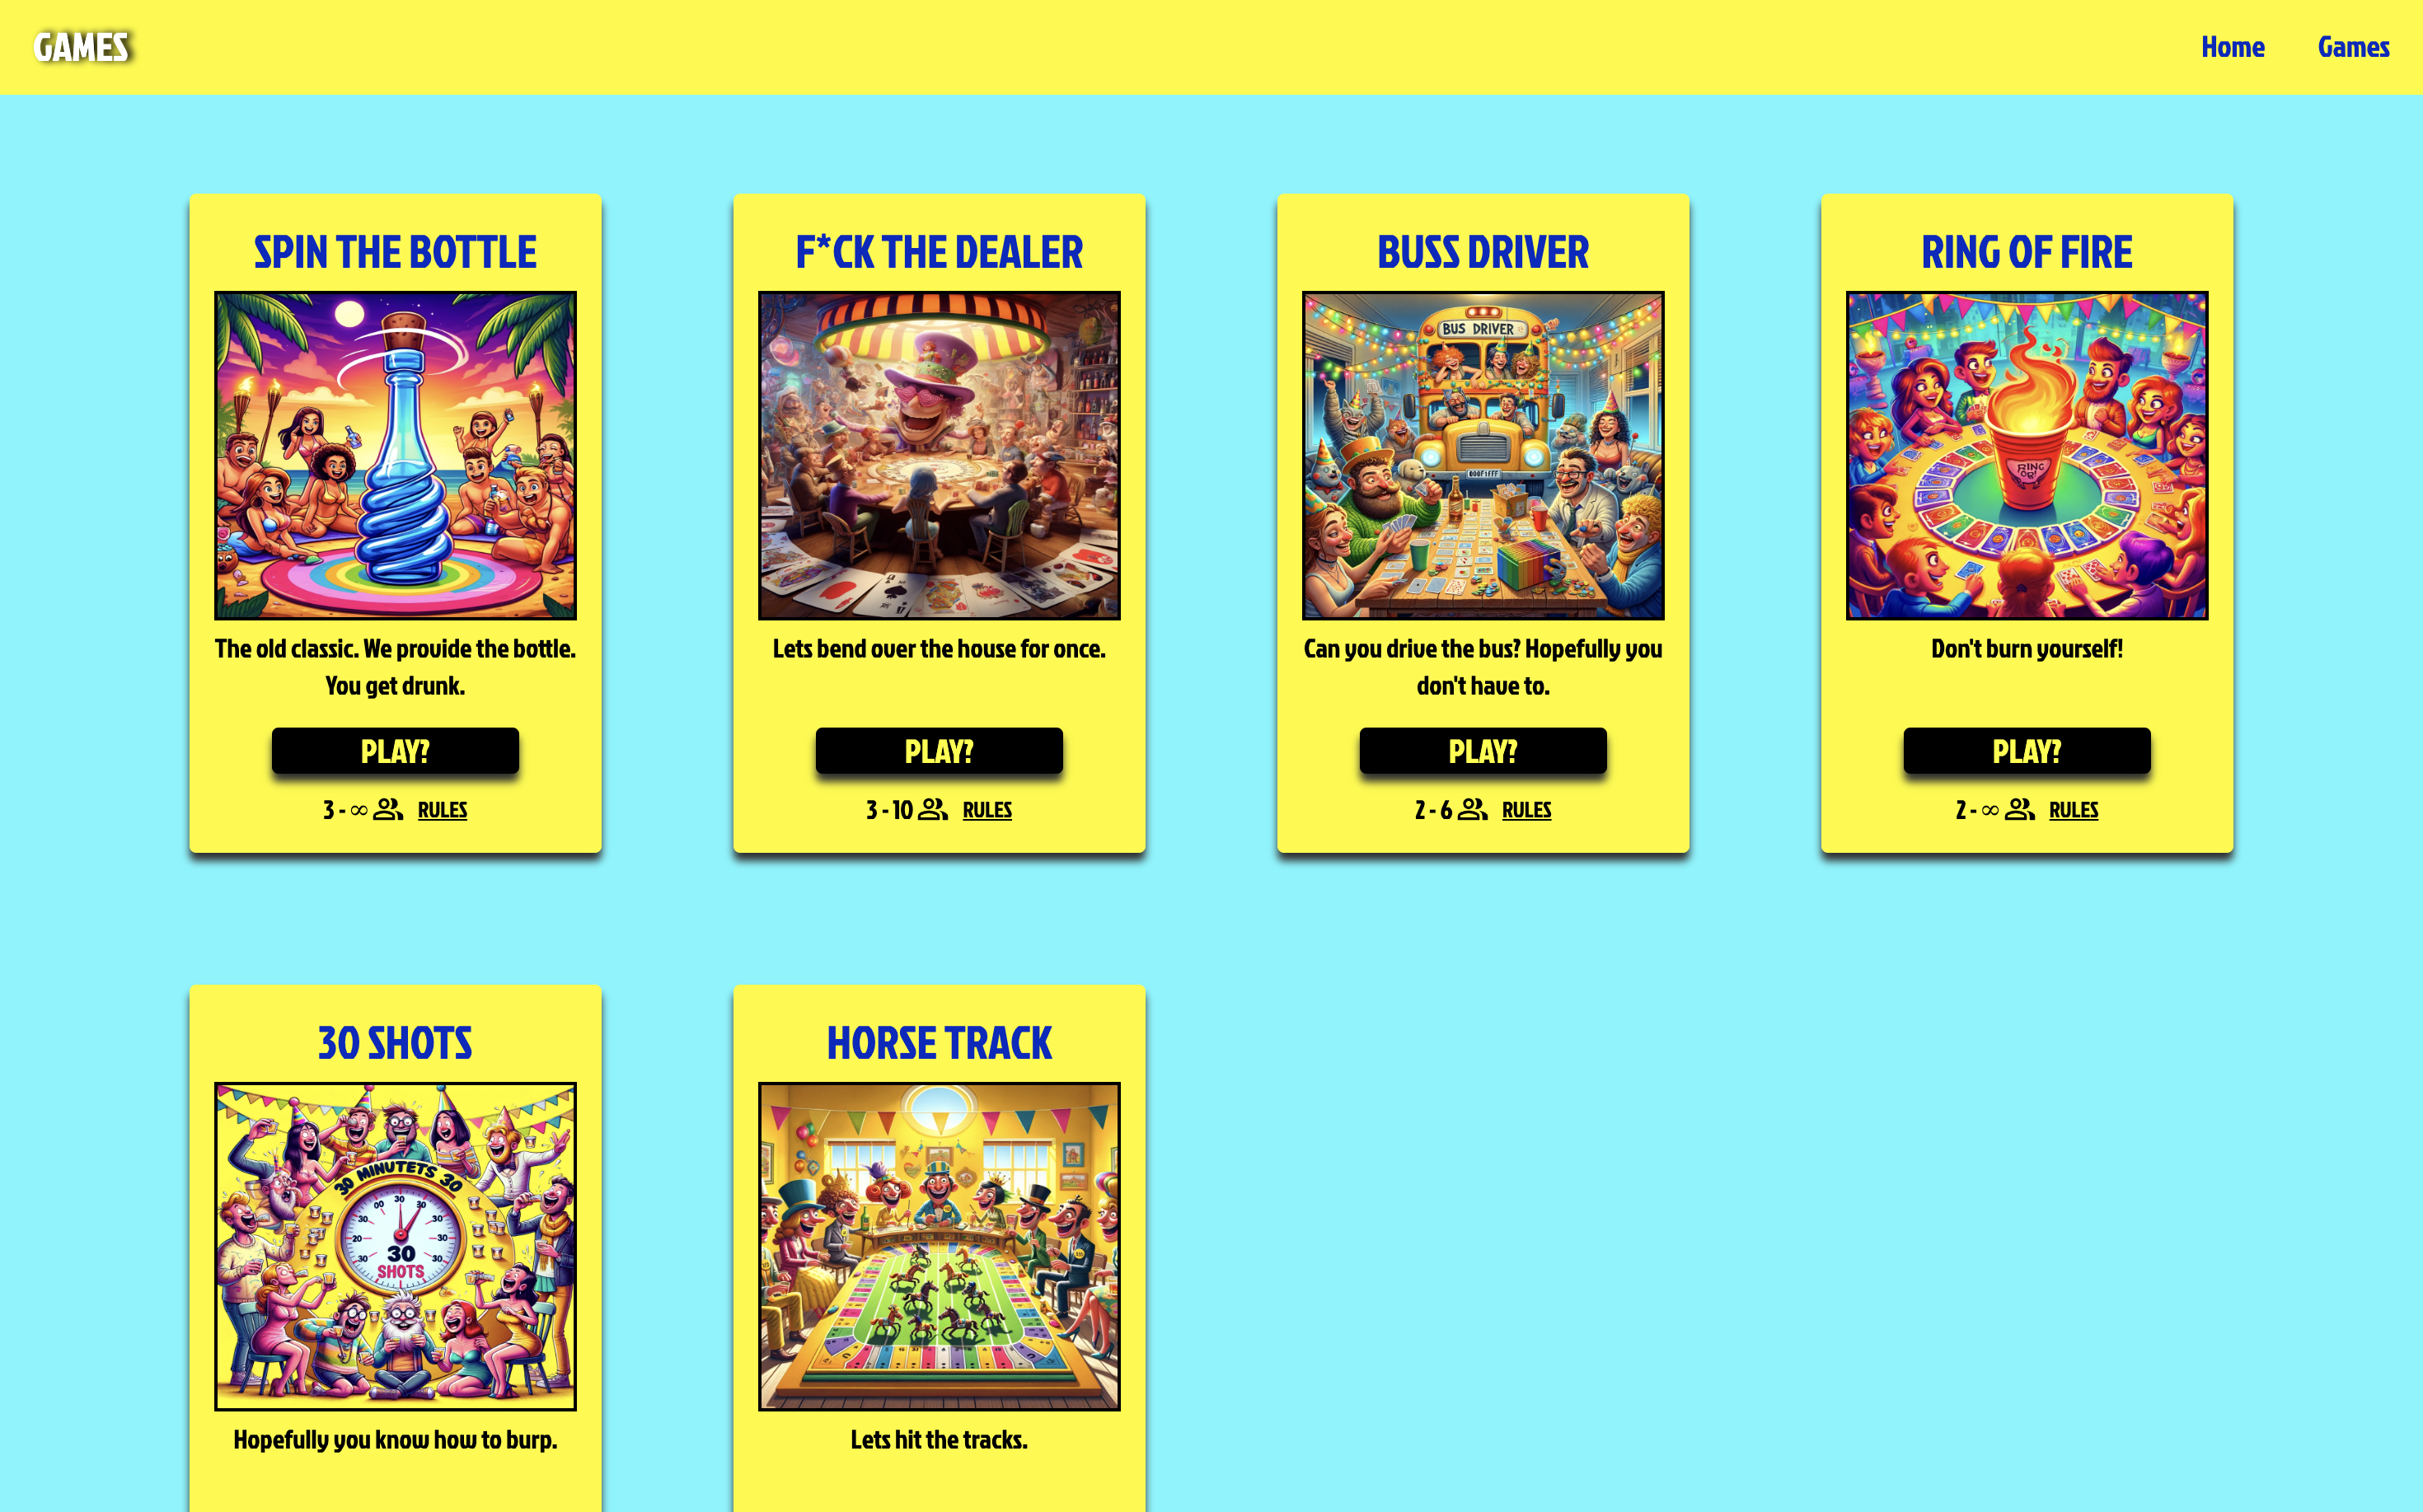 GAMES
Home
Games
SPIN THE BOTTLE
The old classic. We provide the bottle.
You get drunk.
PLAY?
3 - ∞
RULES
F*CK THE DEALER
Lets bend over the house for once.
PLAY?
3 - 10
RULES
BUSS DRIVER
BUS DRIVER
Can you drive the bus? Hopefully you
don't have to.
PLAY?
2 - 6
RULES
RING OF FIRE
RING
OR!
Don't burn yourself!
PLAY?
2 - ∞
RULES
30 SHOTS
30 MINUTETS 30
30
SHOTS
Hopefully you know how to burp.
HORSE TRACK
Lets hit the tracks.